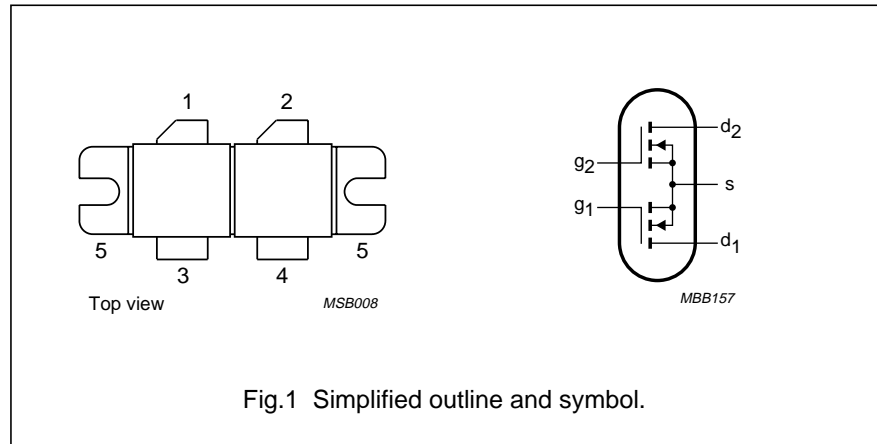 1 2
5 5
3 4
Top view MSB008
d2
g2
s
g1
d1
MBB157
Fig.1 Simplified outline and symbol.